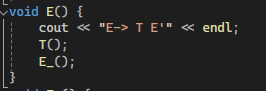 void E() {
cout << "E-> T E'" << endl;
T();
E_();
}